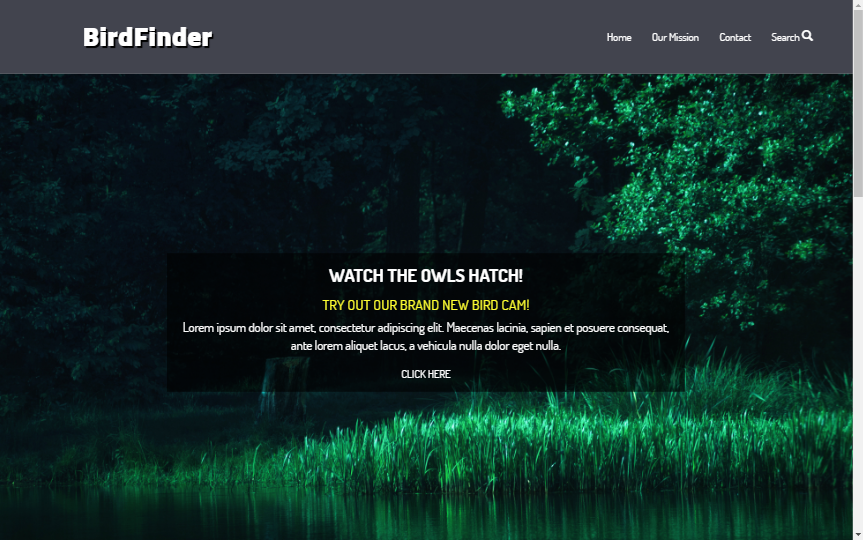 BirdFinder
Home Our Mission Contact Search
WATCH THE OWLS HATCH!
TRY OUT OUR BRAND NEW BIRD CAM!
Lorem ipsum dolor sit amet, consectetur adipiscing elit. Maecenas lacinia, sapien et posuere consequat,
ante lorem aliquet lacus, a vehicula nulla dolor eget nulla.
CLICK HERE